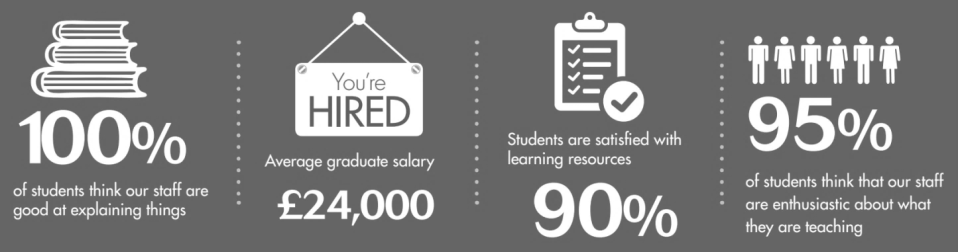 100%
of students think our staff are
good at explaining things
You're
HIRED
Average graduate salary
£24,000
Students are satisfied with
learning resources
90%
95%
of students think that our staff
are enthusiastic about what
they are teaching